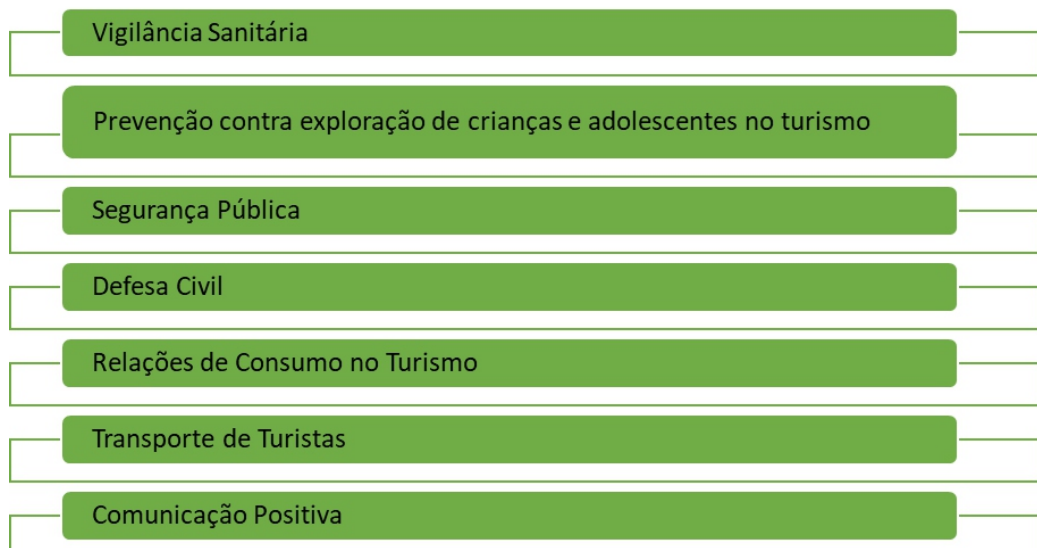 Vigilância Sanitária
Prevenção contra exploração de crianças e adolescentes no turismo
Segurança Pública
Defesa Civil
Relações de Consumo no Turismo
Transporte de Turistas
Comunicação Positiva